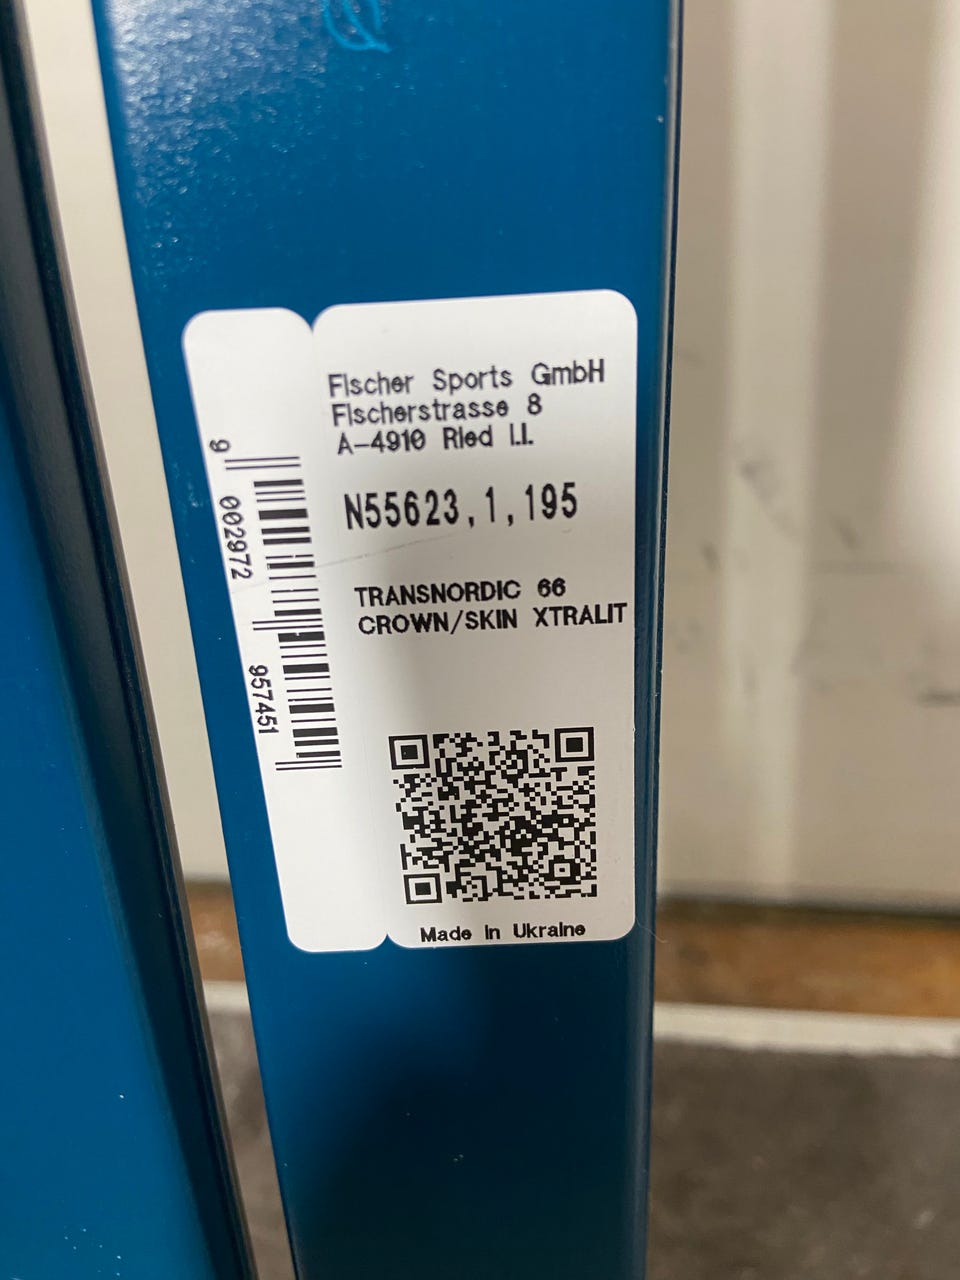 Fischer Sports GmbH
Fischerstrasse 8
A-4910 Ried I.I.
N55623,1,195
TRANSNORDIC 66
CROWN/SKIN XTRALIT
Made in Ukraine
9 002972 957451